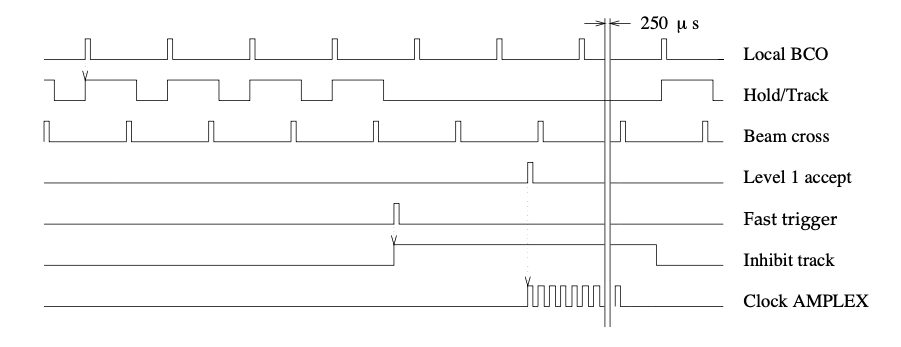 250 μ s
Local BCO
Hold/Track
Beam cross
Level 1 accept
Fast trigger
Inhibit track
Clock AMPLEX